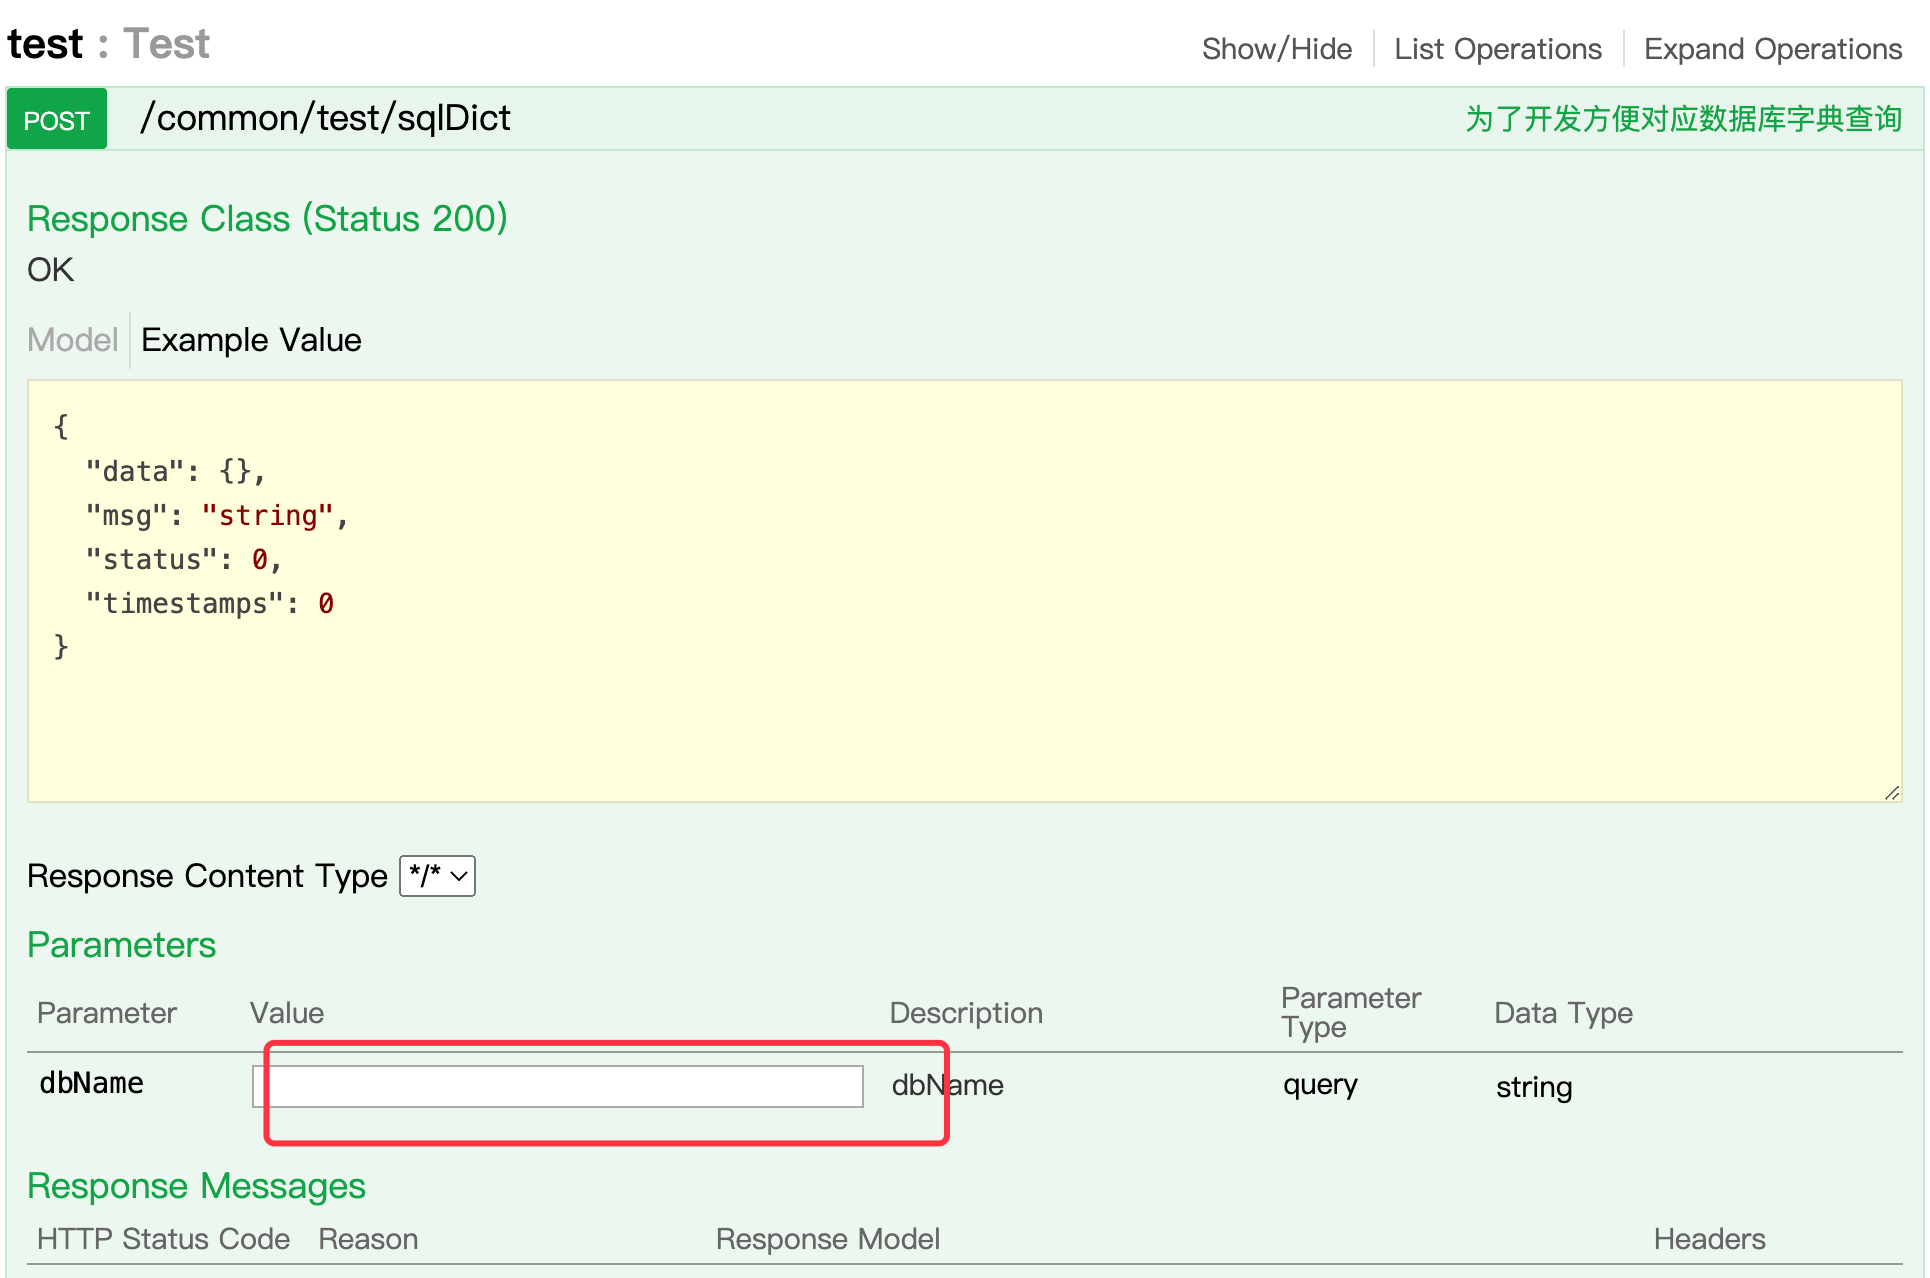 test : Test
Show/Hide
List Operations
Expand Operations
POST /common/test/sqlDict 为了开发方便对应数据库字典查询
Response Class (Status 200)
OK
Model Example Value
{
"data": {},
"msg": "string",
"status": 0,
"timestamps": 0
}
Response Content Type */*
Parameters
Parameter Value Description Parameter Type Data Type
dbName dbName query string
Response Messages
HTTP Status Code Reason Response Model Headers